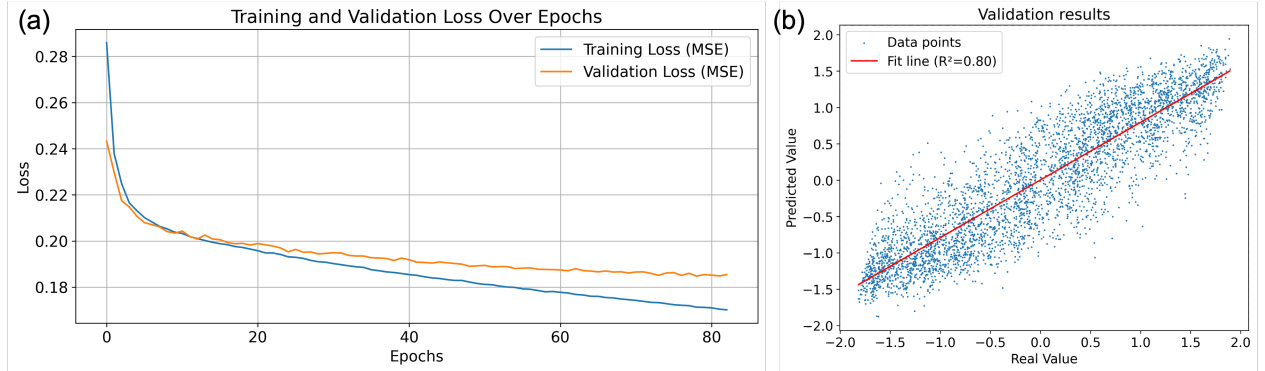 (a)
Training and Validation Loss Over Epochs
Training Loss (MSE)
Validation Loss (MSE)
0.28
0.26
0.24
0.22
0.20
0.18
Loss
0
20
40
60
80
Epochs
(b)
Validation results
Data points
Fit line (R²=0.80)
2.0
1.5
1.0
0.5
0.0
−0.5
−1.0
−1.5
−2.0
Predicted Value
−2.0
−1.5
−1.0
−0.5
0.0
0.5
1.0
1.5
2.0
Real Value